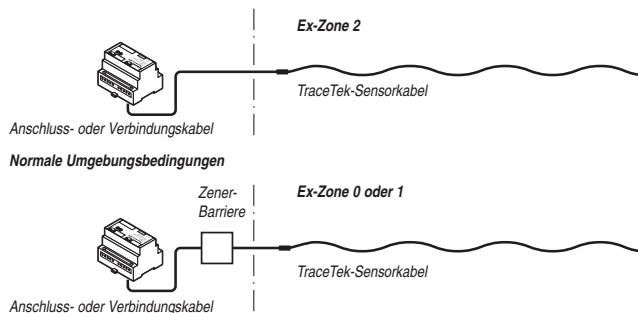 Ex-Zone 2
TraceTek-Sensorkabel
Anschluss- oder Verbindungskabel
Normale Umgebungsbedingungen
Zener-
Barriere
Ex-Zone 0 oder 1
TraceTek-Sensorkabel
Anschluss- oder Verbindungskabel